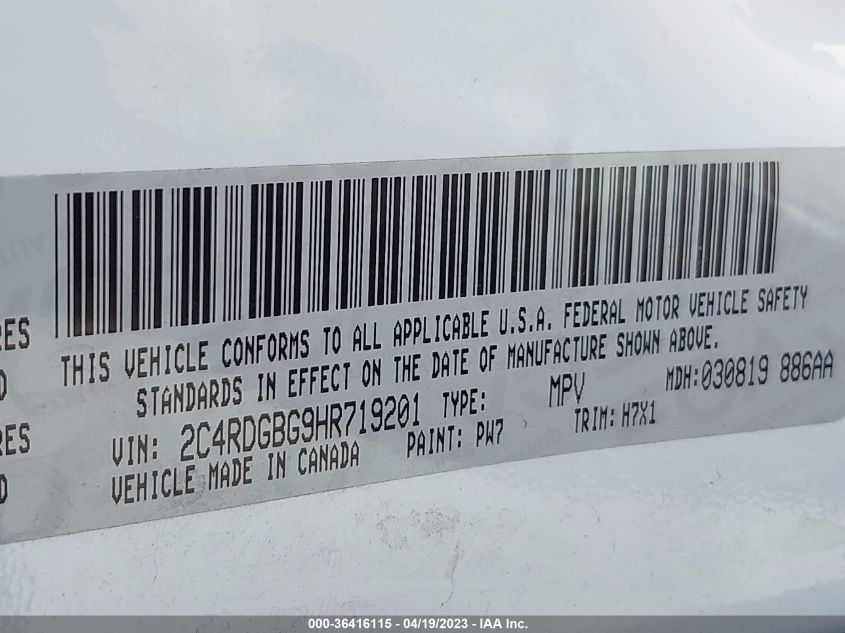 RES
D
RES
D
THIS VEHICLE CONFORMS TO ALL APPLICABLE U.S.A. FEDERAL MOTOR VEHICLE SAFETY
STANDARDS IN EFFECT ON THE DATE OF MANUFACTURE SHOWN ABOVE.
VIN: 2C4RDGBG9HR719201 TYPE: MPV MDH:030819 886AA
VEHICLE MADE IN CANADA PAINT: PW7 TRIM: H7X1
000-36416115 - 04/19/2023 - IAA Inc.